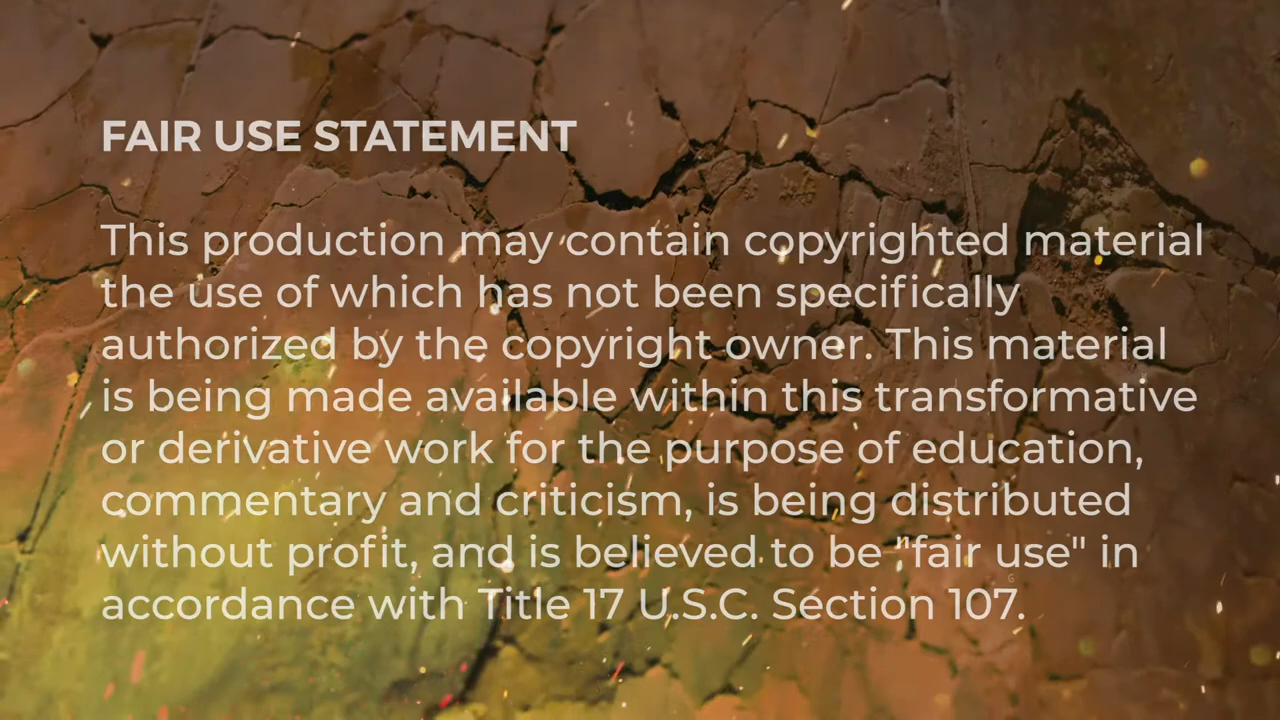 FAIR USE STATEMENT
This production may contain copyrighted material
the use of which has not been specifically
authorized by the copyright owner. This material
is being made available within this transformative
or derivative work for the purpose of education,
commentary and criticism, is being distributed
without profit, and is believed to be "fair use" in
accordance with Title 17 U.S.C. Section 107.